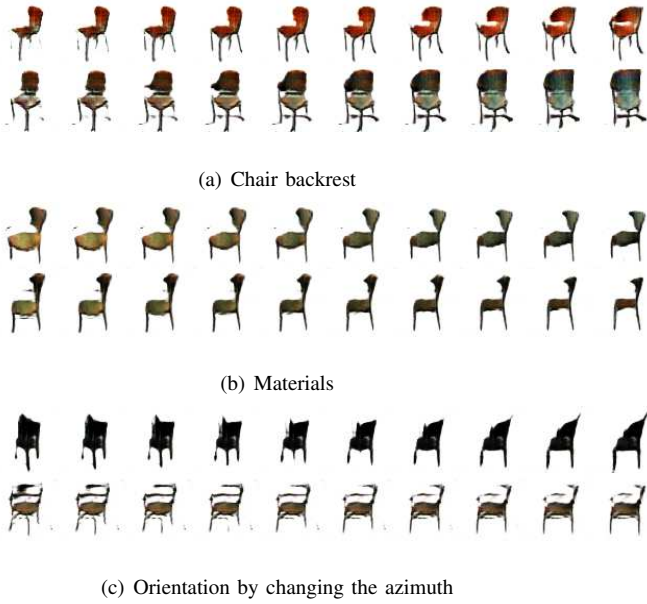 (a) Chair backrest
(b) Materials
(c) Orientation by changing the azimuth